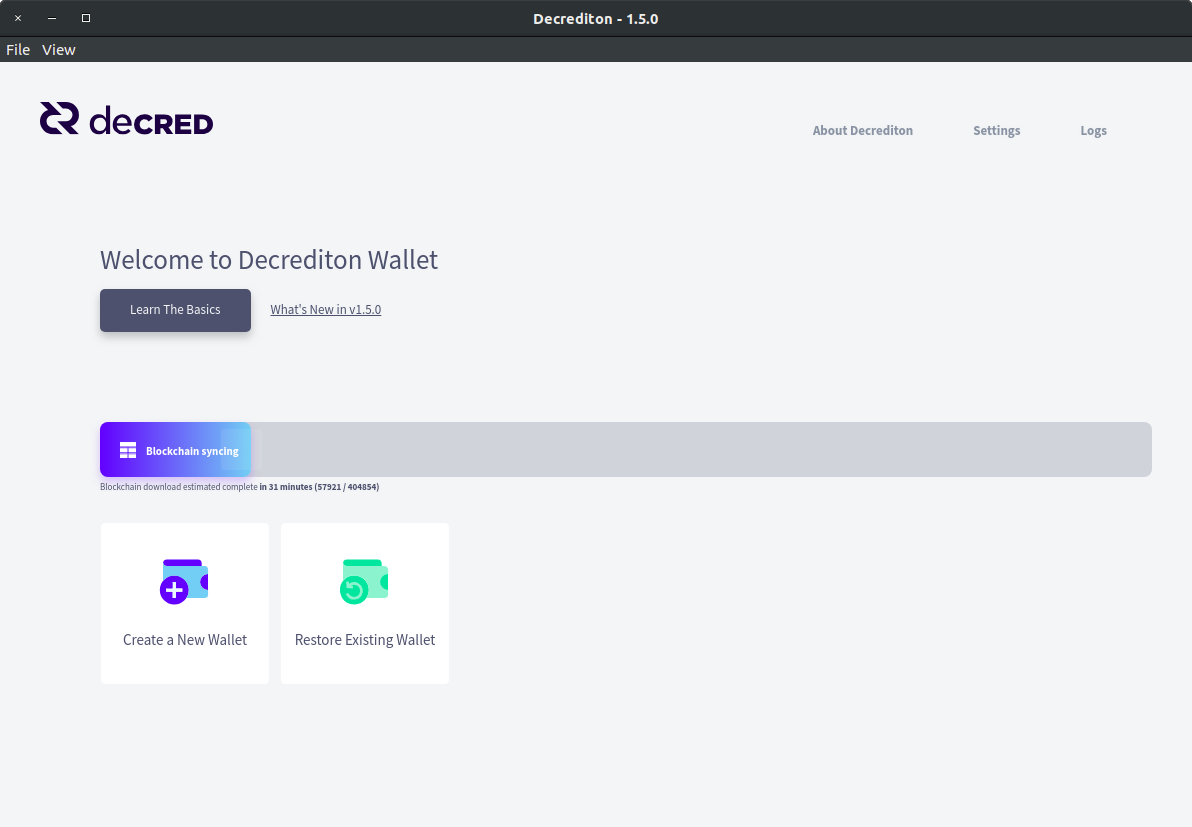 Decrediton - 1.5.0
File View
decRED
About Decrediton Settings Logs
Welcome to Decrediton Wallet
Learn The Basics What's New in v1.5.0
Blockchain syncing
Blockchain download estimated complete in 31 minutes (57921 / 404854)
Create a New Wallet Restore Existing Wallet